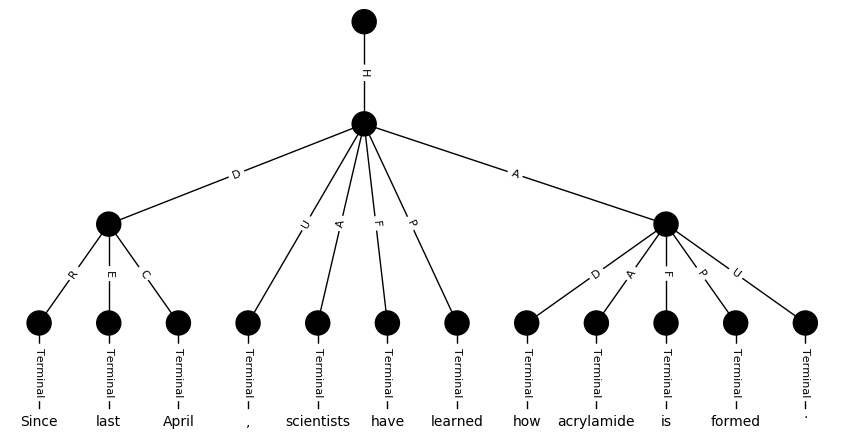 H
D
U
A
F
P
A
R
E
C
D
A
F
P
U
Terminal Terminal Terminal Terminal Terminal Terminal Terminal Terminal Terminal Terminal Terminal Terminal
Since last April , scientists have learned how acrylamide is formed .